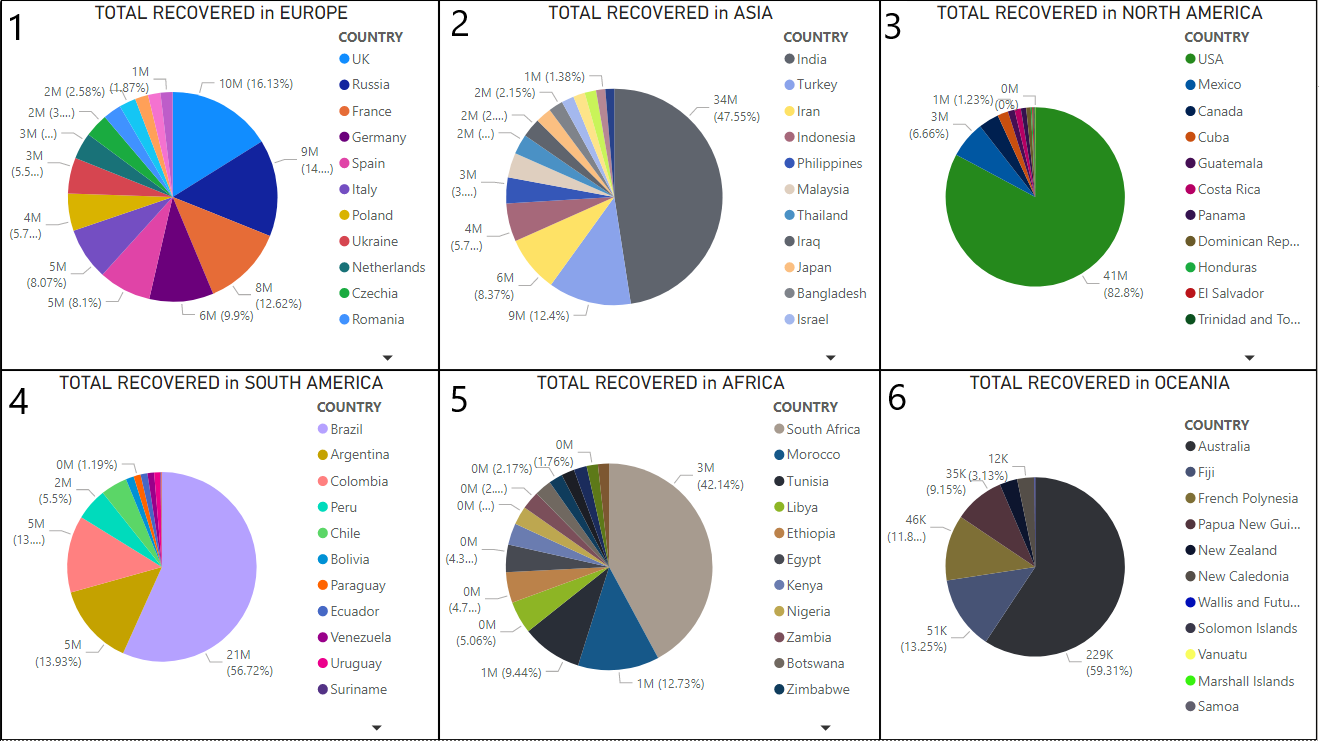 1
TOTAL RECOVERED in EUROPE
COUNTRY
UK
Russia
France
Germany
Spain
Italy
Poland
Ukraine
Netherlands
Czechia
Romania
10M (16.13%)
9M
(14....)
8M
(12.62%)
6M (9.9%)
5M (8.1%)
5M
(8.07%)
4M
(5.7...)
3M
(5.5...)
3M (...)
2M (3....)
2M (2.58%)
1M
(1.87%)
2
TOTAL RECOVERED in ASIA
COUNTRY
India
Turkey
Iran
Indonesia
Philippines
Malaysia
Thailand
Iraq
Japan
Bangladesh
Israel
34M
(47.55%)
9M (12.4%)
6M
(8.37%)
4M
(5.7...)
3M
(3....)
2M (...)
2M (2....)
2M (2.15%)
1M (1.38%)
3
TOTAL RECOVERED in NORTH AMERICA
COUNTRY
USA
Mexico
Canada
Cuba
Guatemala
Costa Rica
Panama
Dominican Rep...
Honduras
El Salvador
Trinidad and To...
41M
(82.8%)
3M
(6.66%)
1M (1.23%)
0M
(0%)
4
TOTAL RECOVERED in SOUTH AMERICA
COUNTRY
Brazil
Argentina
Colombia
Peru
Chile
Bolivia
Paraguay
Ecuador
Venezuela
Uruguay
Suriname
21M
(56.72%)
5M
(13.93%)
5M
(13....)
2M
(5.5%)
0M (1.19%)
5
TOTAL RECOVERED in AFRICA
COUNTRY
South Africa
Morocco
Tunisia
Libya
Ethiopia
Egypt
Kenya
Nigeria
Zambia
Botswana
Zimbabwe
3M
(42.14%)
1M (12.73%)
1M (9.44%)
0M
(5.06%)
0M
(4.7...)
0M
(4.3...)
0M (...)
0M (2....)
0M (2.17%)
0M
(1.76%)
6
TOTAL RECOVERED in OCEANIA
COUNTRY
Australia
Fiji
French Polynesia
Papua New Gui...
New Zealand
New Caledonia
Wallis and Futu...
Solomon Islands
Vanuatu
Marshall Islands
Samoa
229K
(59.31%)
51K
(13.25%)
46K
(11.8...)
35K
(9.15%)
12K
(3.13%)